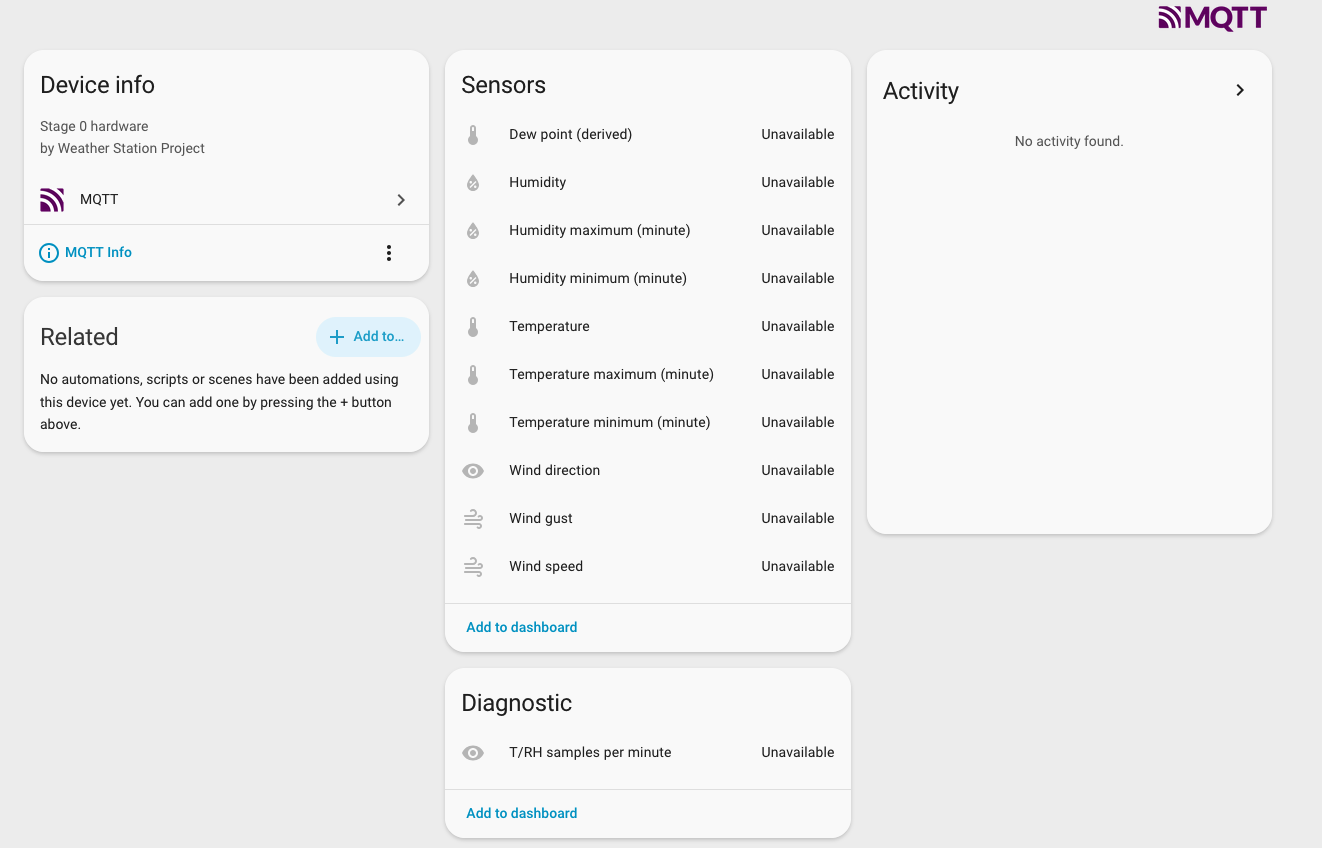 MQTT
Device info
Stage 0 hardware
by Weather Station Project
MQTT
MQTT Info
Related
Add to...
No automations, scripts or scenes have been added using
this device yet. You can add one by pressing the + button
above.
Sensors
Dew point (derived) Unavailable
Humidity Unavailable
Humidity maximum (minute) Unavailable
Humidity minimum (minute) Unavailable
Temperature Unavailable
Temperature maximum (minute) Unavailable
Temperature minimum (minute) Unavailable
Wind direction Unavailable
Wind gust Unavailable
Wind speed Unavailable
Add to dashboard
Diagnostic
T/RH samples per minute Unavailable
Add to dashboard
Activity
No activity found.